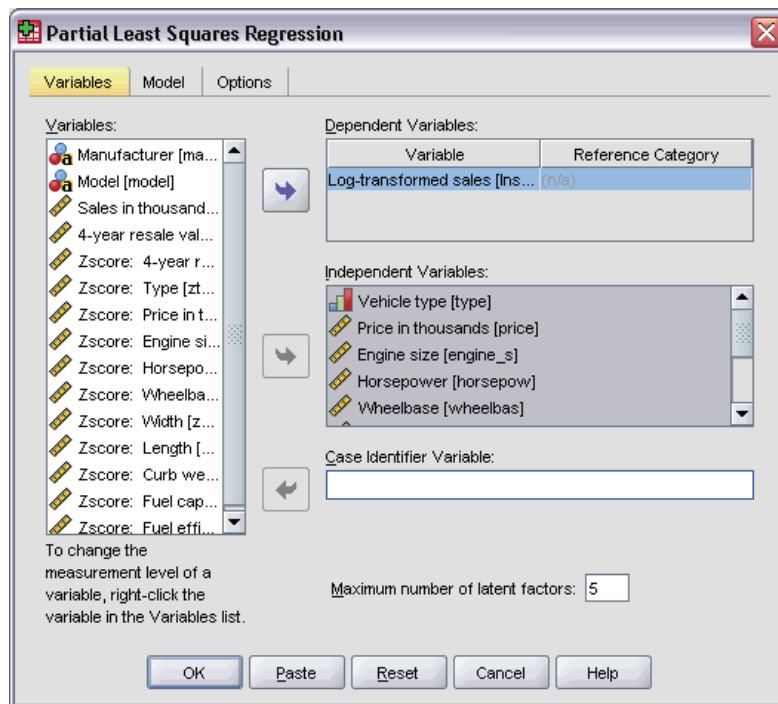 Partial Least Squares Regression
Variables Model Options
Variables:
Manufacturer [ma...
Model [model]
Sales in thousand...
4-year resale val...
Zscore: 4-year r...
Zscore: Type [zt...
Zscore: Price in t...
Zscore: Engine si...
Zscore: Horsepo...
Zscore: Wheelba...
Zscore: Width [z...
Zscore: Length [...
Zscore: Curb we...
Zscore: Fuel cap...
Zscore: Fuel effi...
To change the
measurement level of a
variable, right-click the
variable in the Variables list.
Dependent Variables:
Variable Reference Category
Log-transformed sales [lns... (n/a)
Independent Variables:
Vehicle type [type]
Price in thousands [price]
Engine size [engine_s]
Horsepower [horsepow]
Wheelbase [wheelbas]
Case Identifier Variable:
Maximum number of latent factors: 5
OK Paste Reset Cancel Help